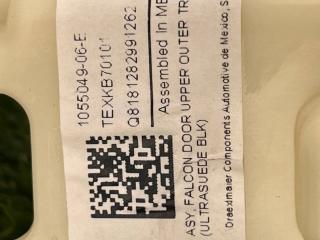 1055049-06-E
TEXKB70101
Q8181282991262
Assembled In ME
ASY, FALCON DOOR UPPER OUTER TR
(ULTRASUEDE BLK)
Draexlmaier Components Automotive de Mexico, S